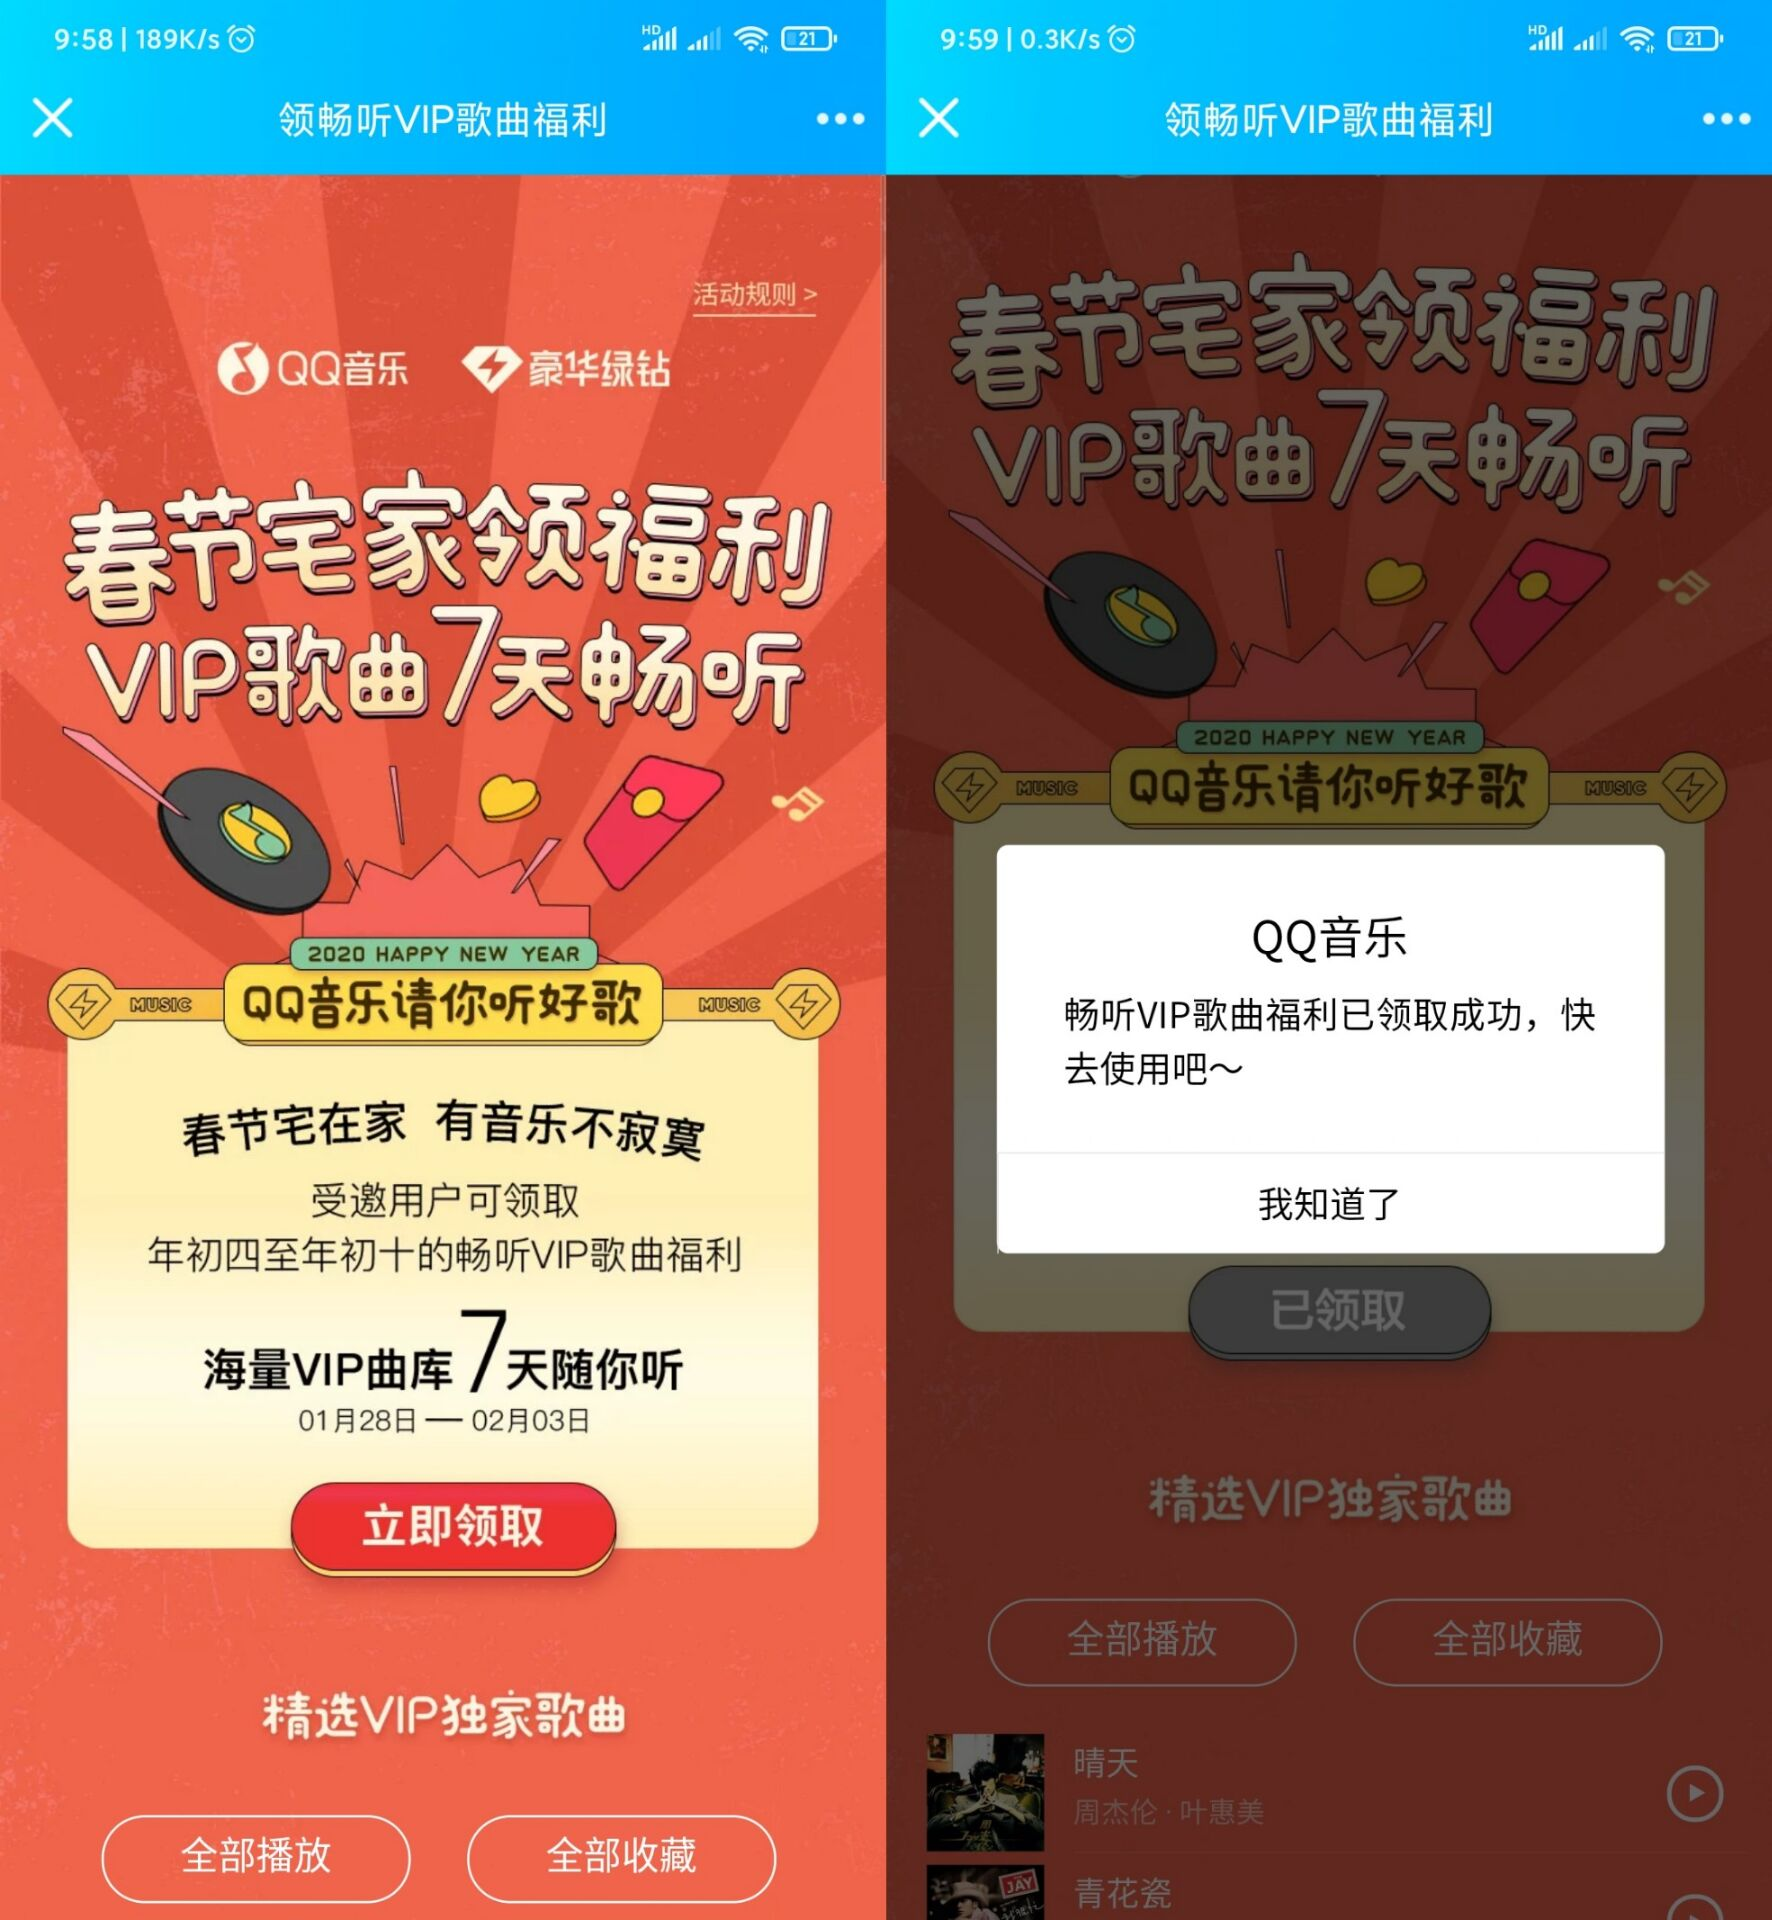 9:58 | 189K/s
HD
21
领畅听VIP歌曲福利
活动规则 >
QQ音乐
豪华绿钻
春节宅家领福利
VIP歌曲7天畅听
2020 HAPPY NEW YEAR
MUSIC
QQ音乐请你听好歌
MUSIC
春节宅在家 有音乐不寂寞
受邀用户可领取
年初四至年初十的畅听VIP歌曲福利
海量VIP曲库7天随你听
01月28日 — 02月03日
立即领取
精选VIP独家歌曲
全部播放
全部收藏
9:59 | 0.3K/s
HD
21
领畅听VIP歌曲福利
春节宅家领福利
VIP歌曲7天畅听
2020 HAPPY NEW YEAR
MUSIC
QQ音乐请你听好歌
MUSIC
QQ音乐
畅听VIP歌曲福利已领取成功，快
去使用吧～
我知道了
已领取
精选VIP独家歌曲
全部播放
全部收藏
晴天
周杰伦 · 叶惠美
青花瓷
JAY